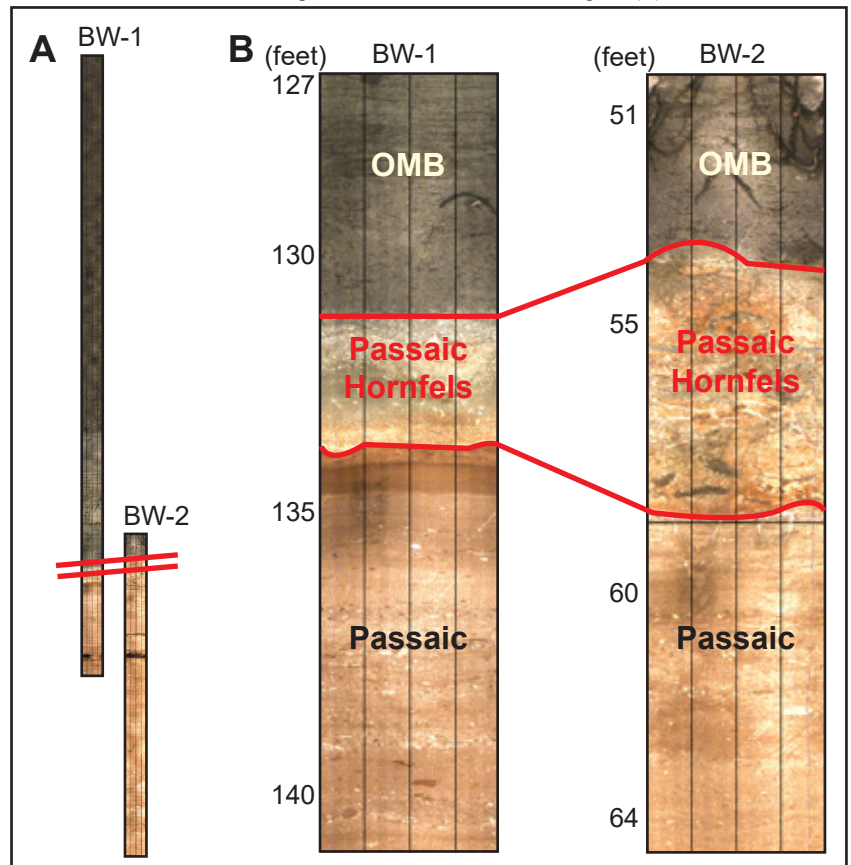 A
BW-1
BW-2
B
(feet)
BW-1
127
130
135
140
OMB
Passaic
Hornfels
Passaic
(feet)
BW-2
51
55
60
64
OMB
Passaic
Hornfels
Passaic